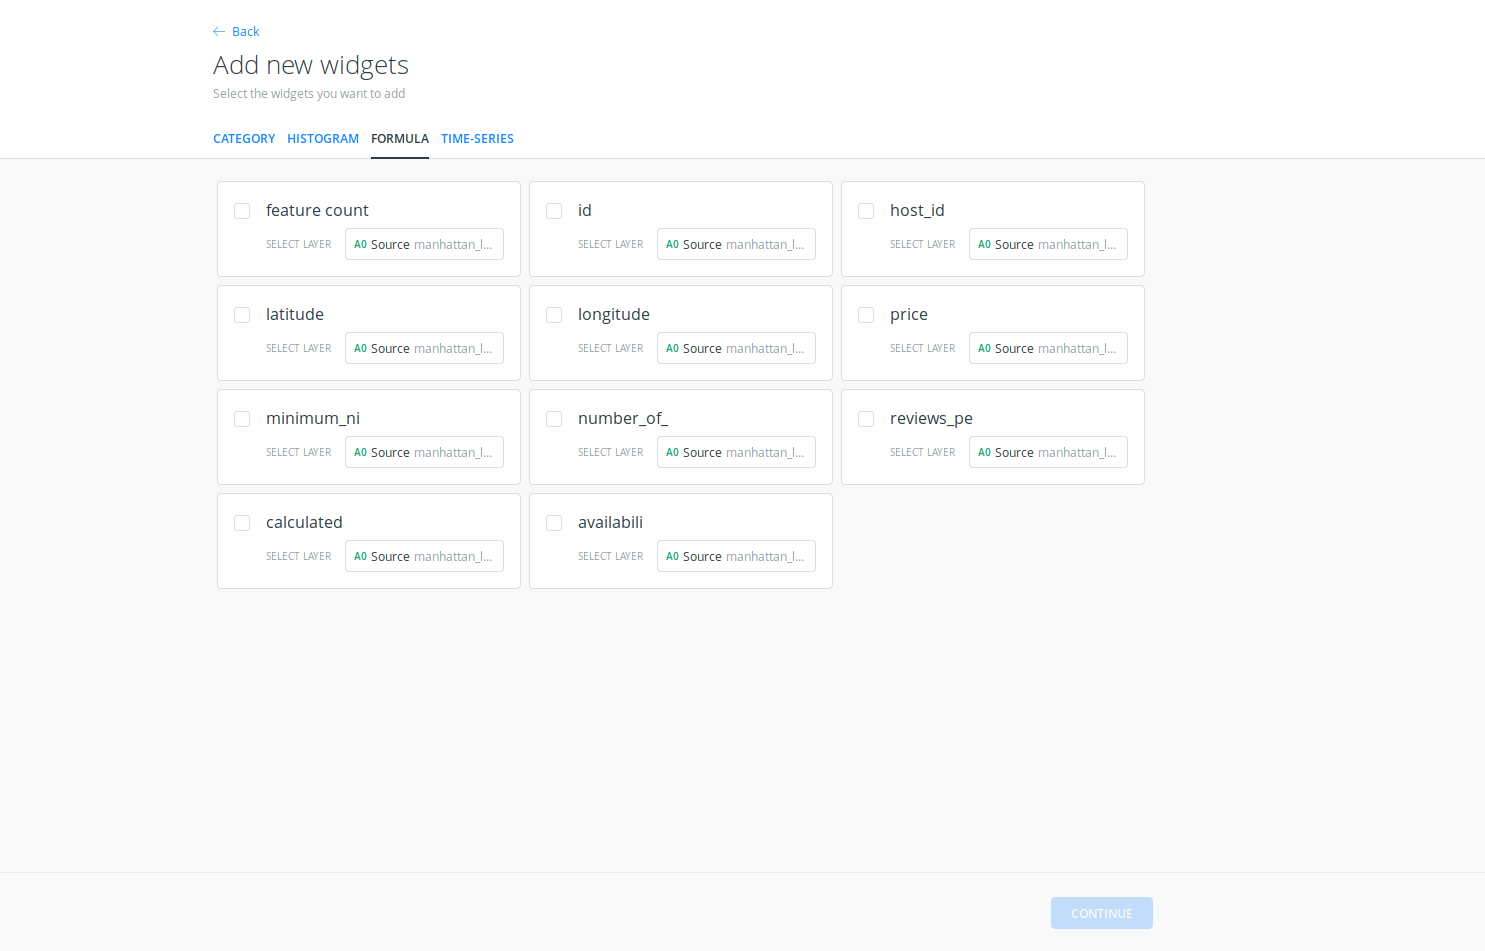 Back
Add new widgets
Select the widgets you want to add
CATEGORY HISTOGRAM FORMULA TIME-SERIES
feature count
SELECT LAYER A0 Source manhattan_l...
id
SELECT LAYER A0 Source manhattan_l...
host_id
SELECT LAYER A0 Source manhattan_l...
latitude
SELECT LAYER A0 Source manhattan_l...
longitude
SELECT LAYER A0 Source manhattan_l...
price
SELECT LAYER A0 Source manhattan_l...
minimum_ni
SELECT LAYER A0 Source manhattan_l...
number_of_
SELECT LAYER A0 Source manhattan_l...
reviews_pe
SELECT LAYER A0 Source manhattan_l...
calculated
SELECT LAYER A0 Source manhattan_l...
availabili
SELECT LAYER A0 Source manhattan_l...
CONTINUE